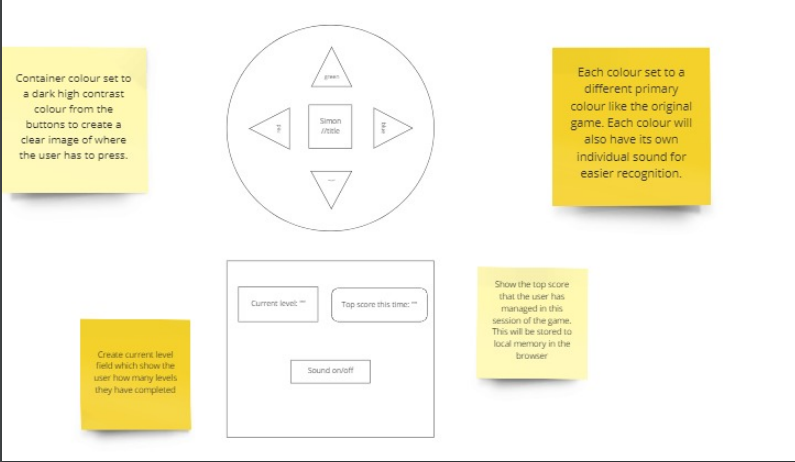 Container colour set to
a dark high contrast
colour from the
buttons to create a
clear image of where
the user has to press.
green
red
Simon
//title
blue
Each colour set to a
different primary
colour like the original
game. Each colour will
also have its own
individual sound for
easier recognition.
Current level: ""
Top score this time: ""
Sound on/off
Show the top score
that the user has
managed in this
session of the game.
This will be stored to
local memory in the
browser
Create current level
field which show the
user how many levels
they have completed